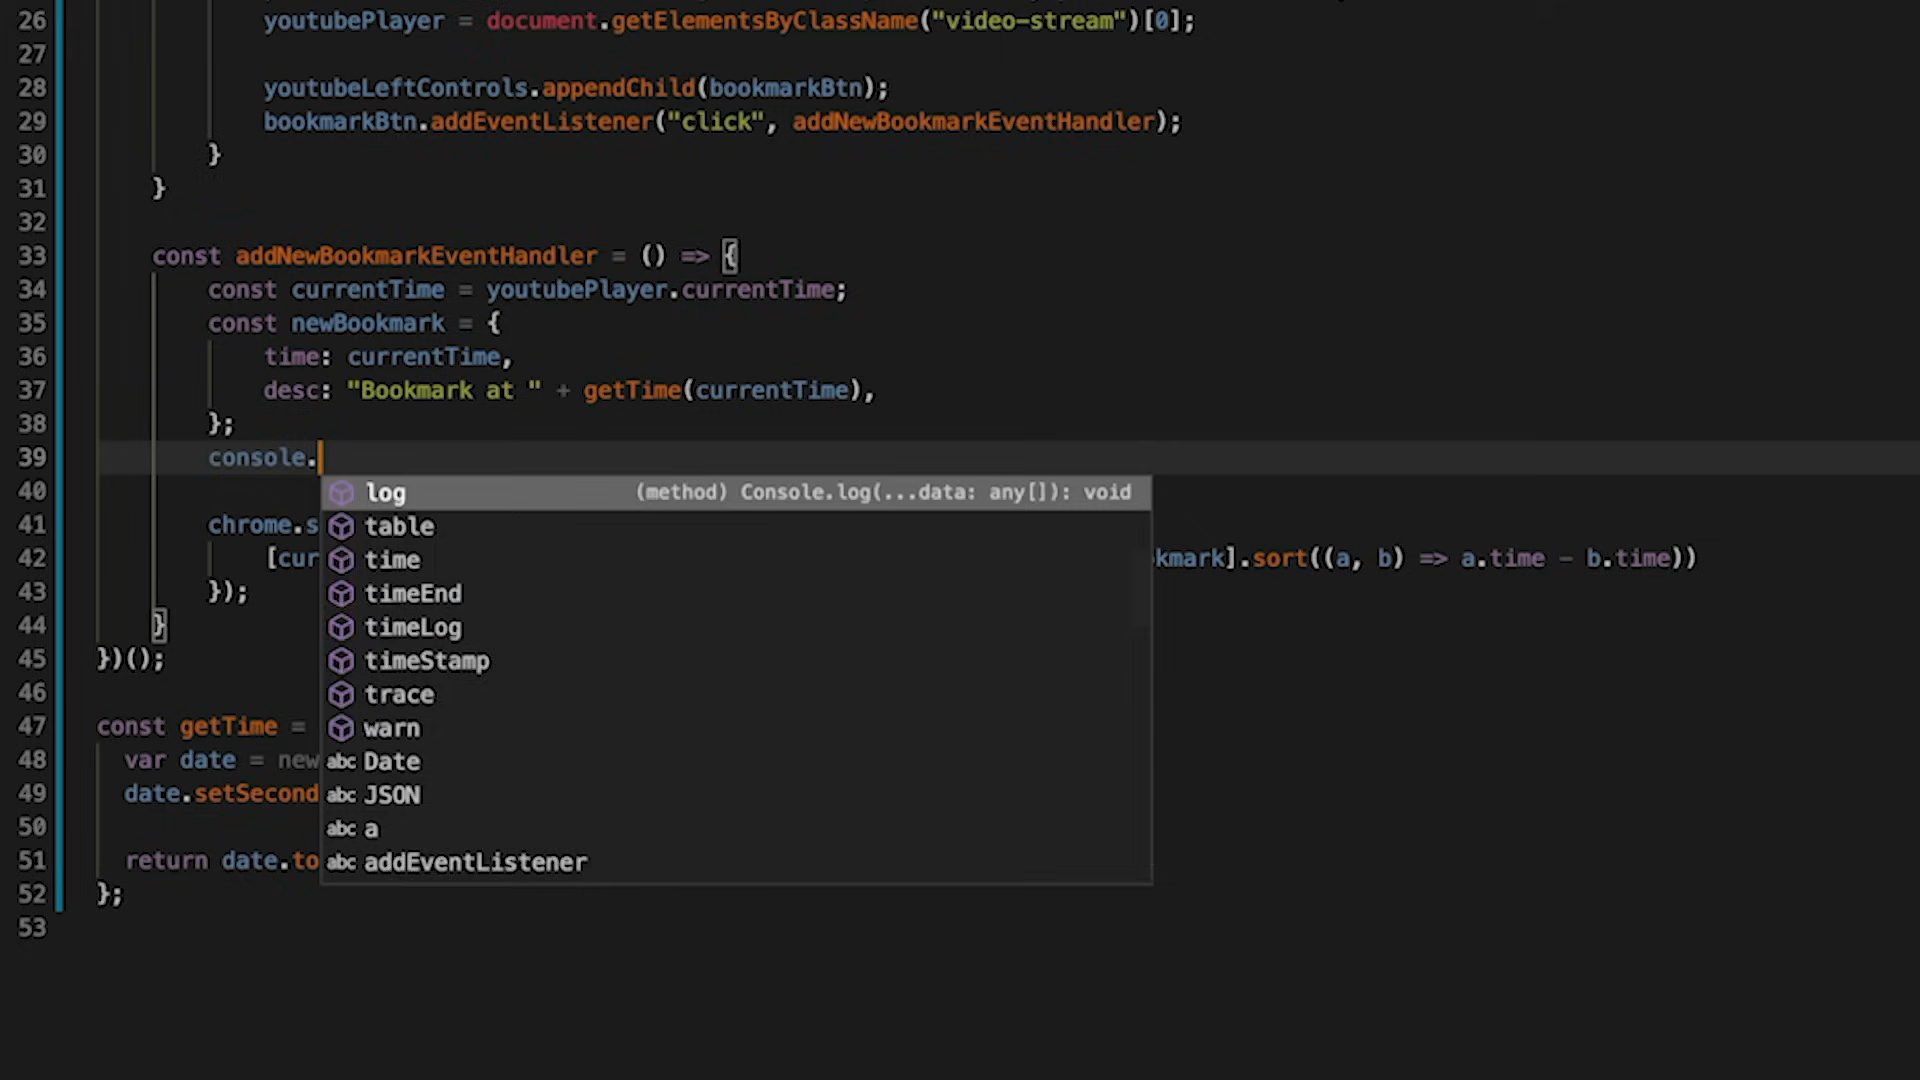 26 youtubePlayer = document.getElementsByClassName("video-stream")[0];
27
28 youtubeLeftControls.appendChild(bookmarkBtn);
29 bookmarkBtn.addEventListener("click", addNewBookmarkEventHandler);
30 }
31 }
32
33 const addNewBookmarkEventHandler = () => {
34 const currentTime = youtubePlayer.currentTime;
35 const newBookmark = {
36 time: currentTime,
37 desc: "Bookmark at " + getTime(currentTime),
38 };
39 console.
40 log (method) Console.log(...data: any[]): void
41 chrome.s table
42 [cur time kmark].sort((a, b) => a.time - b.time))
43 }); timeEnd
44 } timeLog
45 })(); timeStamp
46 trace
47 const getTime = warn
48 var date = new abc Date
49 date.setSecond abc JSON
50 abc a
51 return date.to abc addEventListener
52 };
53